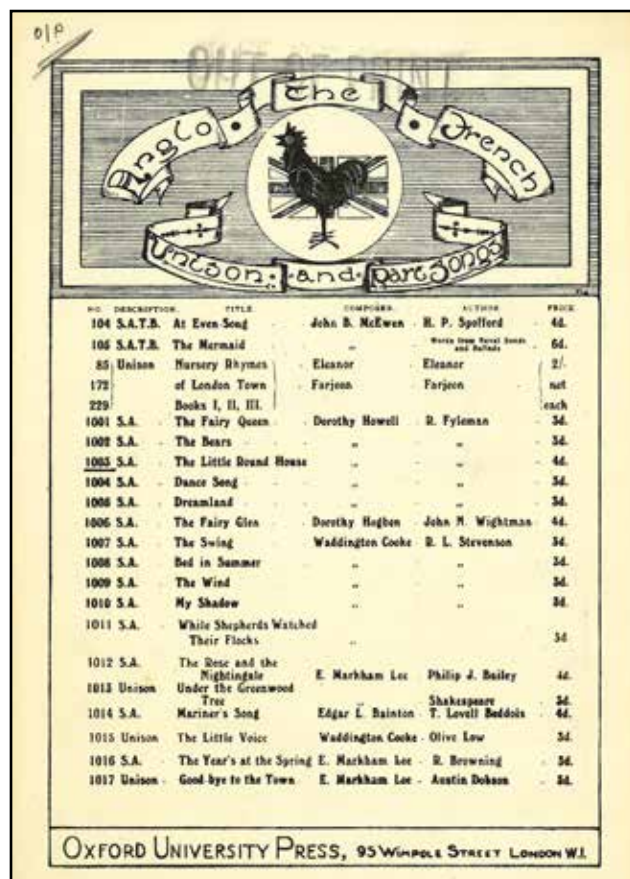 O/P
OUT OF PRINT
The
Anglo French
Unison and Part Songs
NO. DESCRIPTION. TITLE. COMPOSER. AUTHOR. PRICE.
104 S.A.T.B. At Even-Song John B. McEwen H. P. Spofford 4d.
105 S.A.T.B. The Mermaid " Words from Naval Songs and Ballads 6d.
85 Unison Nursery Rhymes Eleanor Eleanor 2/-
172 of London Town Farjeon Farjeon net
229 Books I, II, III. each
1001 S.A. The Fairy Queen Dorothy Howell R. Fyleman 3d.
1002 S.A. The Bears " " 3d.
1003 S.A. The Little Round House " " 4d.
1004 S.A. Dance Song " " 3d.
1005 S.A. Dreamland " " 3d.
1006 S.A. The Fairy Glen Dorothy Hogben John M. Wightman 4d.
1007 S.A. The Swing Waddington Cooke R. L. Stevenson 3d.
1008 S.A. Bed in Summer " " 3d.
1009 S.A. The Wind " " 3d.
1010 S.A. My Shadow " " 3d.
1011 S.A. While Shepherds Watched
Their Flocks " 3d
1012 S.A. The Rose and the
Nightingale E. Markham Lee Philip J. Bailey 4d.
1013 Unison Under the Greenwood
Tree " Shakespeare 3d.
1014 S.A. Mariner's Song Edgar L. Bainton T. Lovell Beddois 4d.
1015 Unison The Little Voice Waddington Cooke Olive Low 3d.
1016 S.A. The Year's at the Spring E. Markham Lee R. Browning 3d.
1017 Unison Good-bye to the Town E. Markham Lee Austin Dobson 3d.
OXFORD UNIVERSITY PRESS, 95 WIMPOLE STREET LONDON W.1.